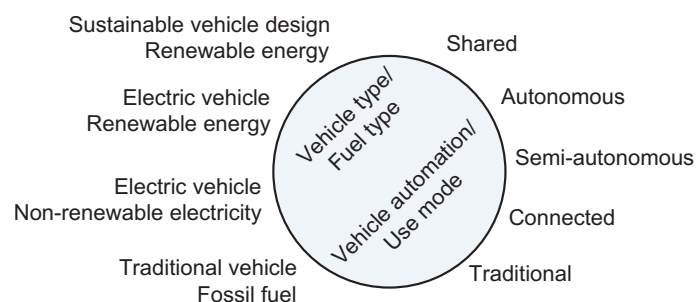 Sustainable vehicle design
Renewable energy
Electric vehicle
Renewable energy
Electric vehicle
Non-renewable electricity
Traditional vehicle
Fossil fuel
Vehicle type/
Fuel type
Vehicle automation/
Use mode
Shared
Autonomous
Semi-autonomous
Connected
Traditional